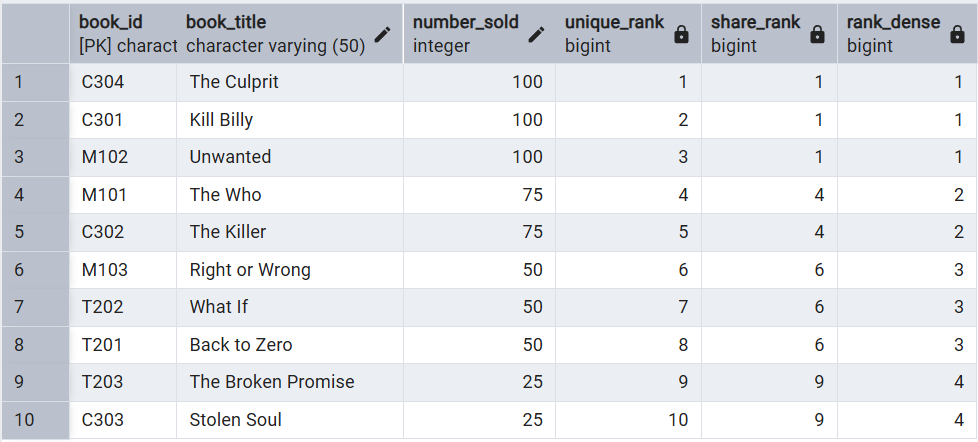 book_id book_title number_sold unique_rank share_rank rank_dense
[PK] charact character varying (50) integer bigint bigint bigint
1 C304 The Culprit 100 1 1 1
2 C301 Kill Billy 100 2 1 1
3 M102 Unwanted 100 3 1 1
4 M101 The Who 75 4 4 2
5 C302 The Killer 75 5 4 2
6 M103 Right or Wrong 50 6 6 3
7 T202 What If 50 7 6 3
8 T201 Back to Zero 50 8 6 3
9 T203 The Broken Promise 25 9 9 4
10 C303 Stolen Soul 25 10 9 4